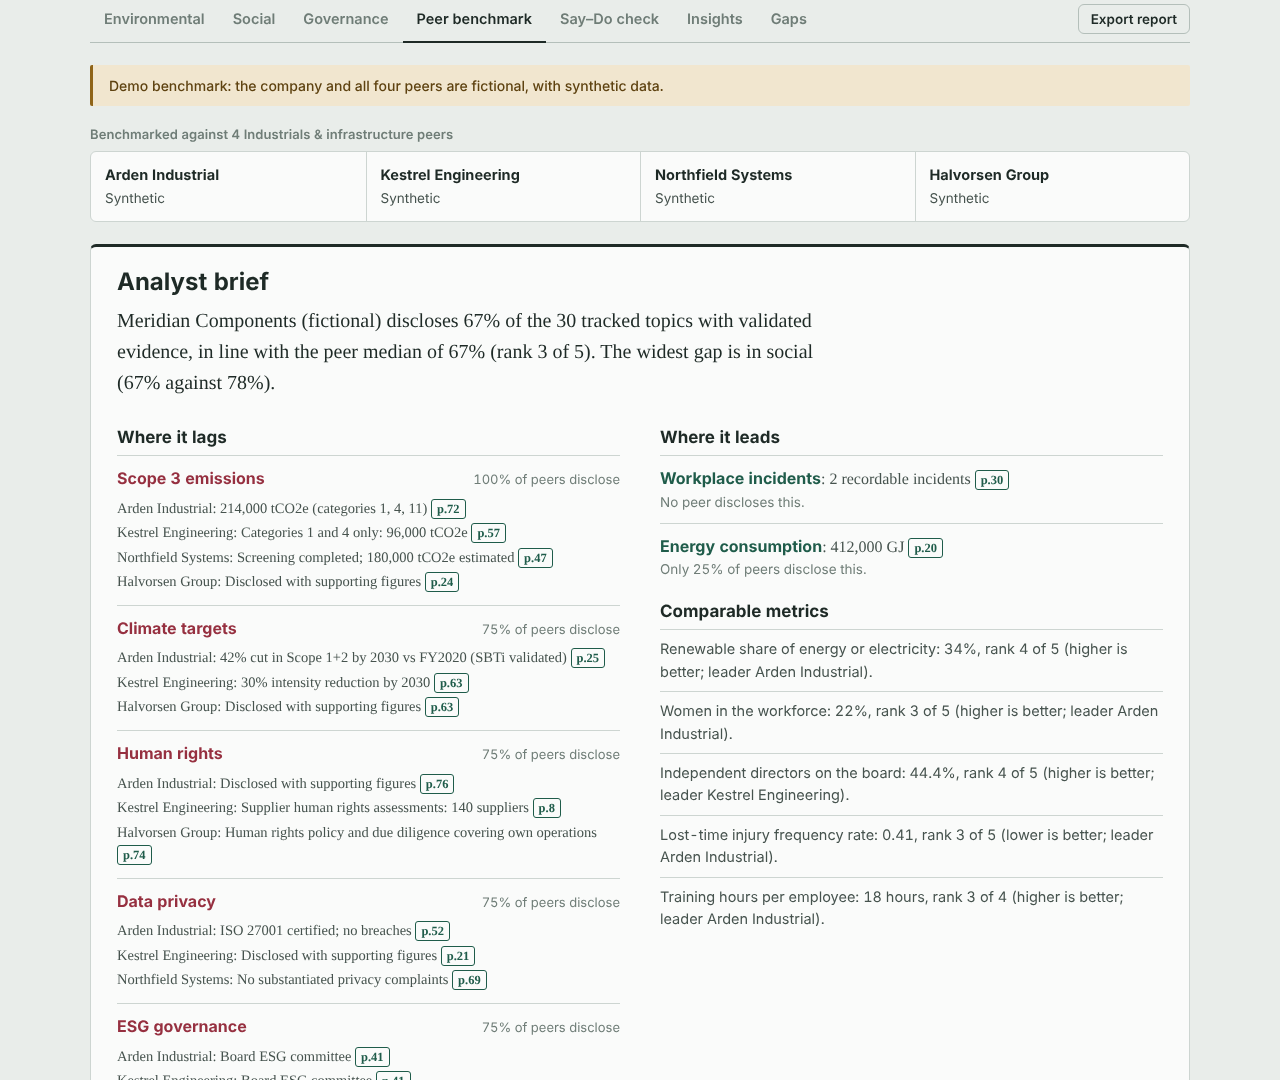 Environmental
Social
Governance
Peer benchmark
Say–Do check
Insights
Gaps
Export report
Demo benchmark: the company and all four peers are fictional, with synthetic data.
Benchmarked against 4 Industrials & infrastructure peers
Arden Industrial
Synthetic
Kestrel Engineering
Synthetic
Northfield Systems
Synthetic
Halvorsen Group
Synthetic
Analyst brief
Meridian Components (fictional) discloses 67% of the 30 tracked topics with validated
evidence, in line with the peer median of 67% (rank 3 of 5). The widest gap is in social
(67% against 78%).
Where it lags
Scope 3 emissions 100% of peers disclose
Arden Industrial: 214,000 tCO2e (categories 1, 4, 11) p.72
Kestrel Engineering: Categories 1 and 4 only: 96,000 tCO2e p.57
Northfield Systems: Screening completed; 180,000 tCO2e estimated p.47
Halvorsen Group: Disclosed with supporting figures p.24
Climate targets 75% of peers disclose
Arden Industrial: 42% cut in Scope 1+2 by 2030 vs FY2020 (SBTi validated) p.25
Kestrel Engineering: 30% intensity reduction by 2030 p.63
Halvorsen Group: Disclosed with supporting figures p.63
Human rights 75% of peers disclose
Arden Industrial: Disclosed with supporting figures p.76
Kestrel Engineering: Supplier human rights assessments: 140 suppliers p.8
Halvorsen Group: Human rights policy and due diligence covering own operations
p.74
Data privacy 75% of peers disclose
Arden Industrial: ISO 27001 certified; no breaches p.52
Kestrel Engineering: Disclosed with supporting figures p.21
Northfield Systems: No substantiated privacy complaints p.69
ESG governance 75% of peers disclose
Arden Industrial: Board ESG committee p.41
Kestrel Engineering: Board ESG committee p.41
Where it leads
Workplace incidents: 2 recordable incidents p.30
No peer discloses this.
Energy consumption: 412,000 GJ p.20
Only 25% of peers disclose this.
Comparable metrics
Renewable share of energy or electricity: 34%, rank 4 of 5 (higher is
better; leader Arden Industrial).
Women in the workforce: 22%, rank 3 of 5 (higher is better; leader Arden
Industrial).
Independent directors on the board: 44.4%, rank 4 of 5 (higher is better;
leader Kestrel Engineering).
Lost-time injury frequency rate: 0.41, rank 3 of 5 (lower is better; leader
Arden Industrial).
Training hours per employee: 18 hours, rank 3 of 4 (higher is better;
leader Arden Industrial).